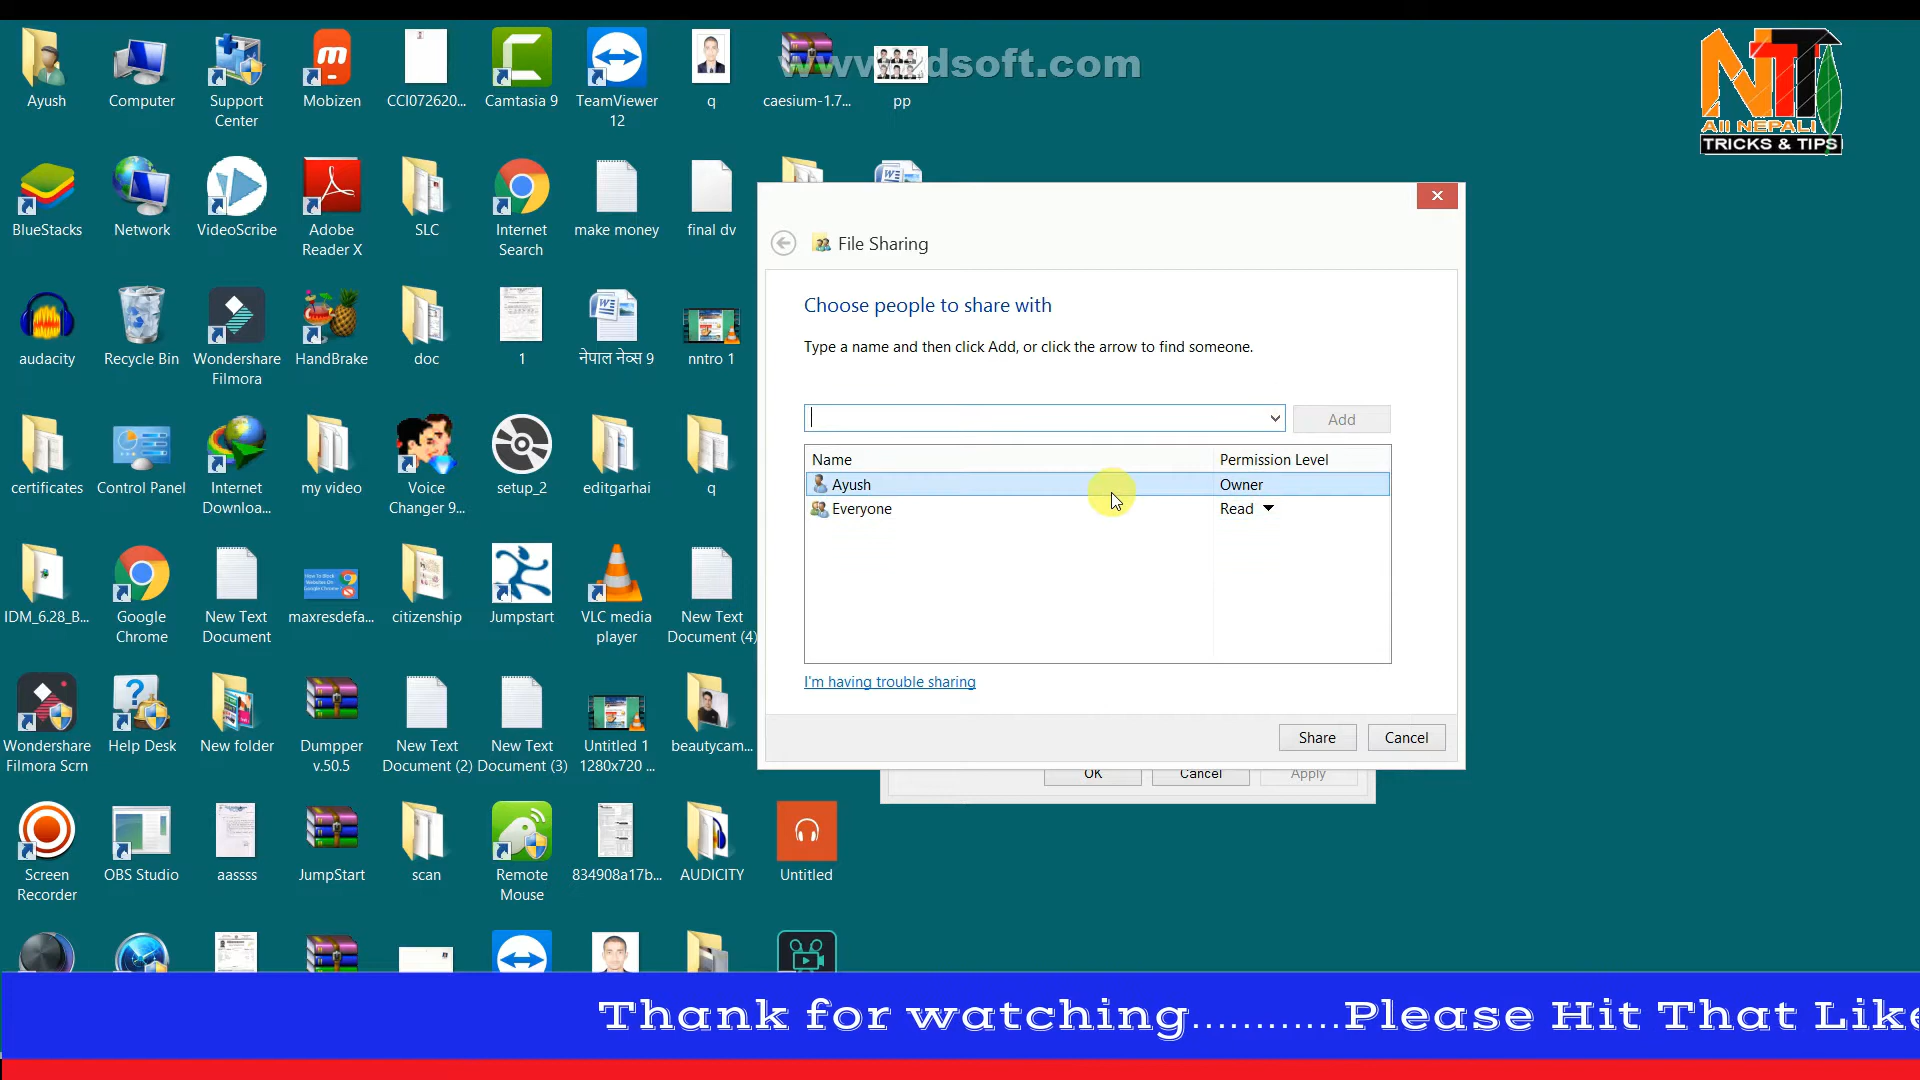 Ayush
Computer
Support
Center
Mobizen
CCI072620...
Camtasia 9
TeamViewer
12
q
caesium-1.7...
pp
dsoft.com
NTT
All NEPALI
TRICKS & TIPS
BlueStacks
Network
VideoScribe
Adobe
Reader X
SLC
Internet
Search
make money
final dv
audacity
Recycle Bin
Wondershare
Filmora
HandBrake
doc
1
नेपाल नेव्स 9
nntro 1
certificates
Control Panel
Internet
Downloa...
my video
Voice
Changer 9...
setup_2
editgarhai
q
IDM_6.28_B...
Google
Chrome
New Text
Document
maxresdefa...
citizenship
Jumpstart
VLC media
player
New Text
Document (4)
Wondershare
Filmora Scrn
Help Desk
New folder
Dumpper
v.50.5
New Text
Document (2)
New Text
Document (3)
Untitled 1
1280x720 ...
beautycam...
Screen
Recorder
OBS Studio
aassss
JumpStart
scan
Remote
Mouse
834908a17b...
AUDICITY
Untitled
File Sharing
Choose people to share with
Type a name and then click Add, or click the arrow to find someone.
Add
Name Permission Level
Ayush Owner
Everyone Read
I'm having trouble sharing
Share Cancel
OK Cancel Apply
Thank for watching............Please Hit That Like